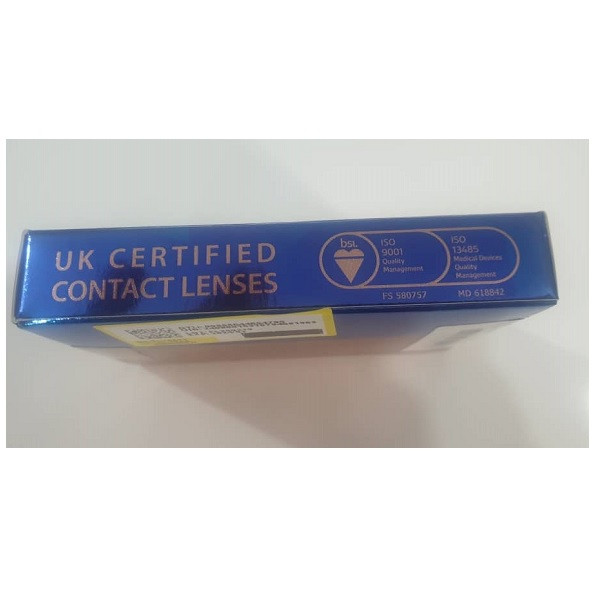 UK CERTIFIED
CONTACT LENSES
bsi.
ISO
9001
Quality
Management
FS 580757
ISO
13485
Medical Devices
Quality
Management
MD 618842